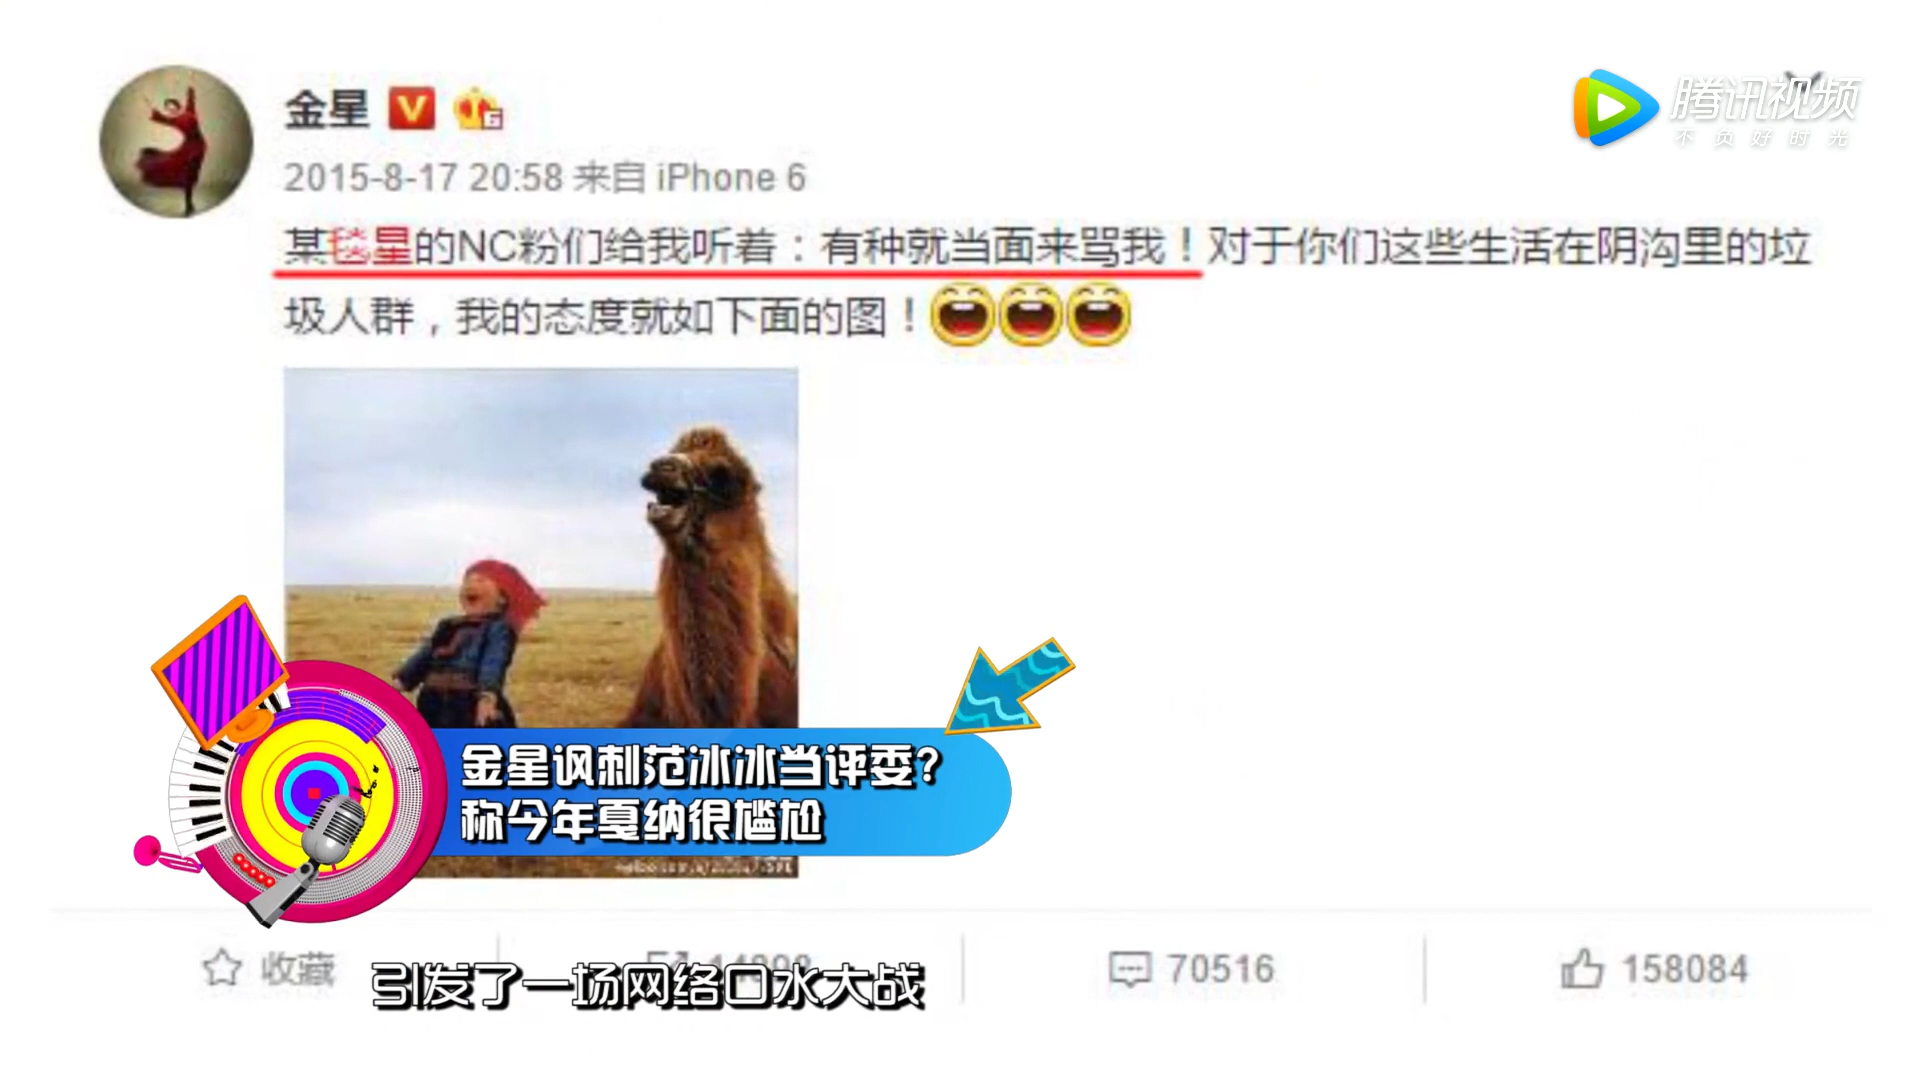 金星
V
腾讯视频
不负好时光
2015-8-17 20:58 来自 iPhone 6
某毯星的NC粉们给我听着：有种就当面来骂我！对于你们这些生活在阴沟里的垃
圾人群，我的态度就如下面的图！
金星讽刺范冰冰当评委?
称今年戛纳很尴尬
收藏
70516
158084
引发了一场网络口水大战